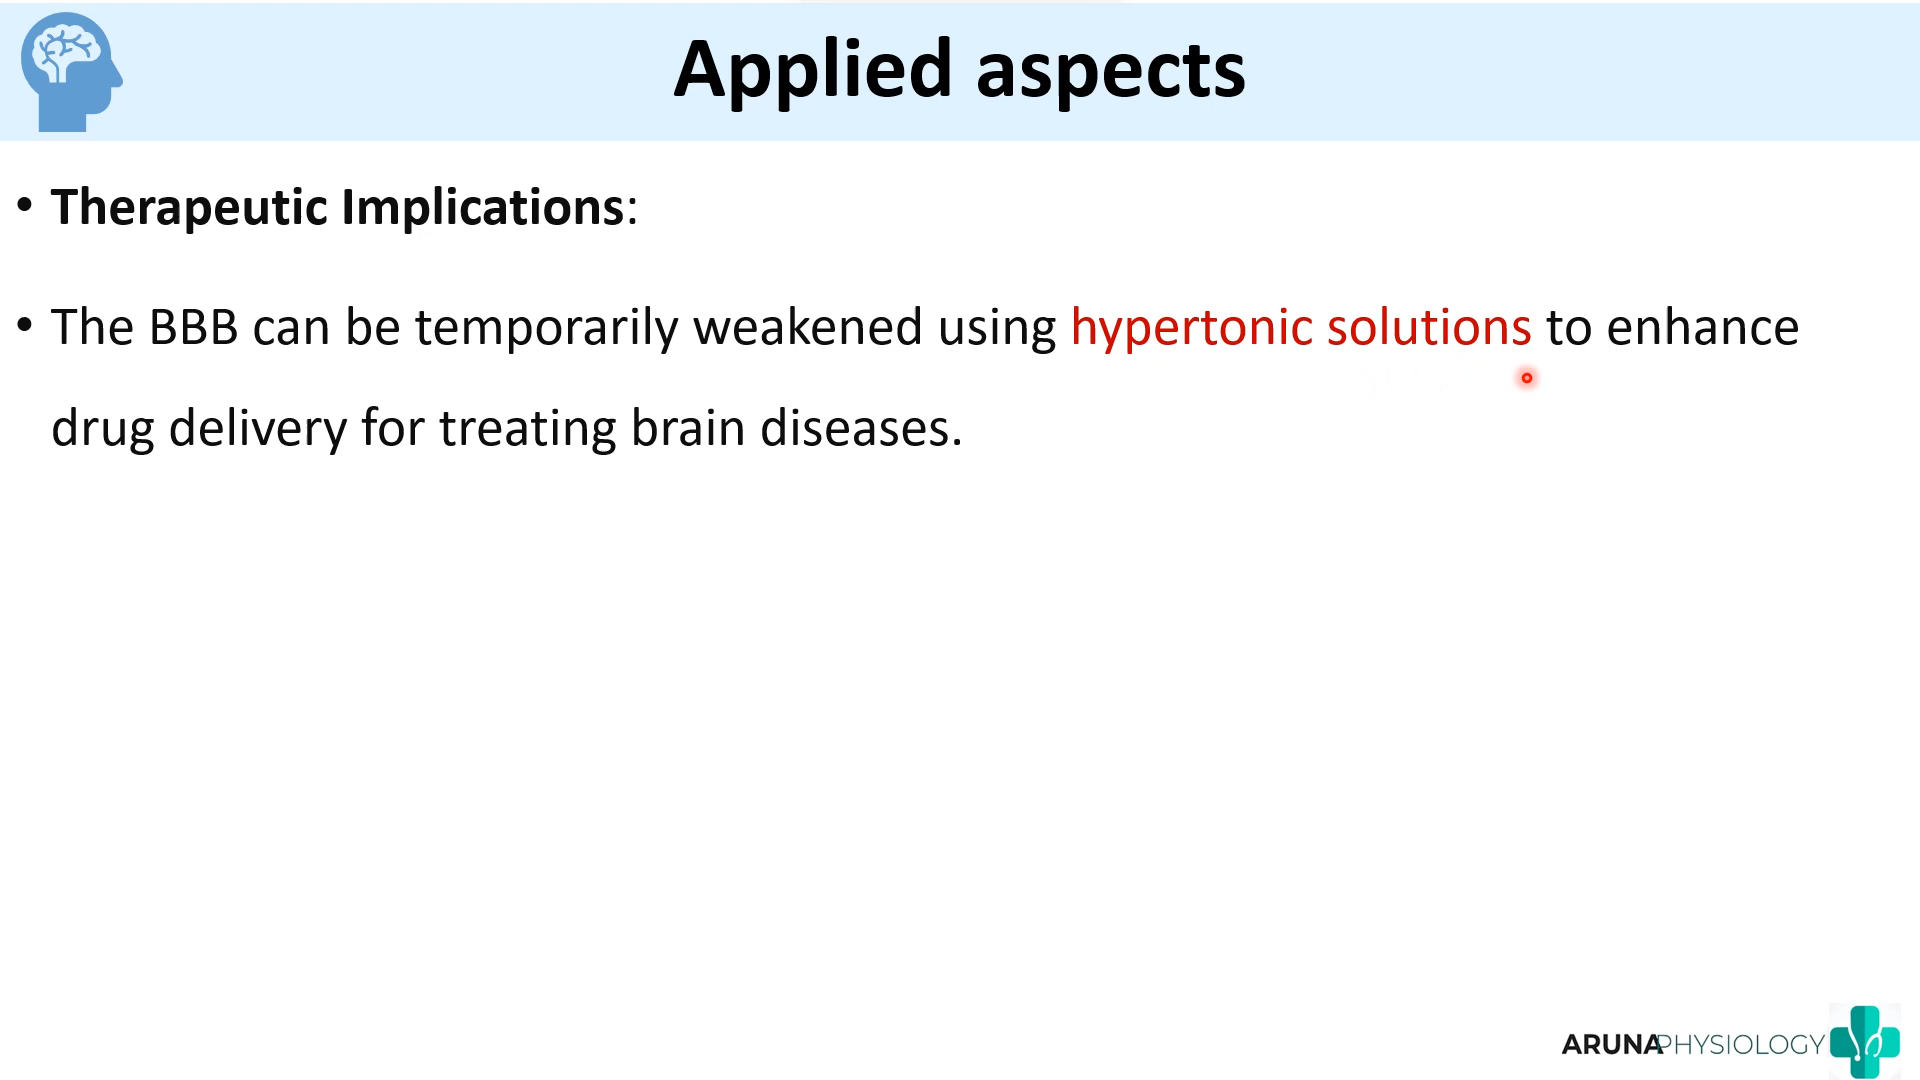 Applied aspects
• Therapeutic Implications:
• The BBB can be temporarily weakened using hypertonic solutions to enhance
drug delivery for treating brain diseases.
ARUNAPHYSIOLOGY